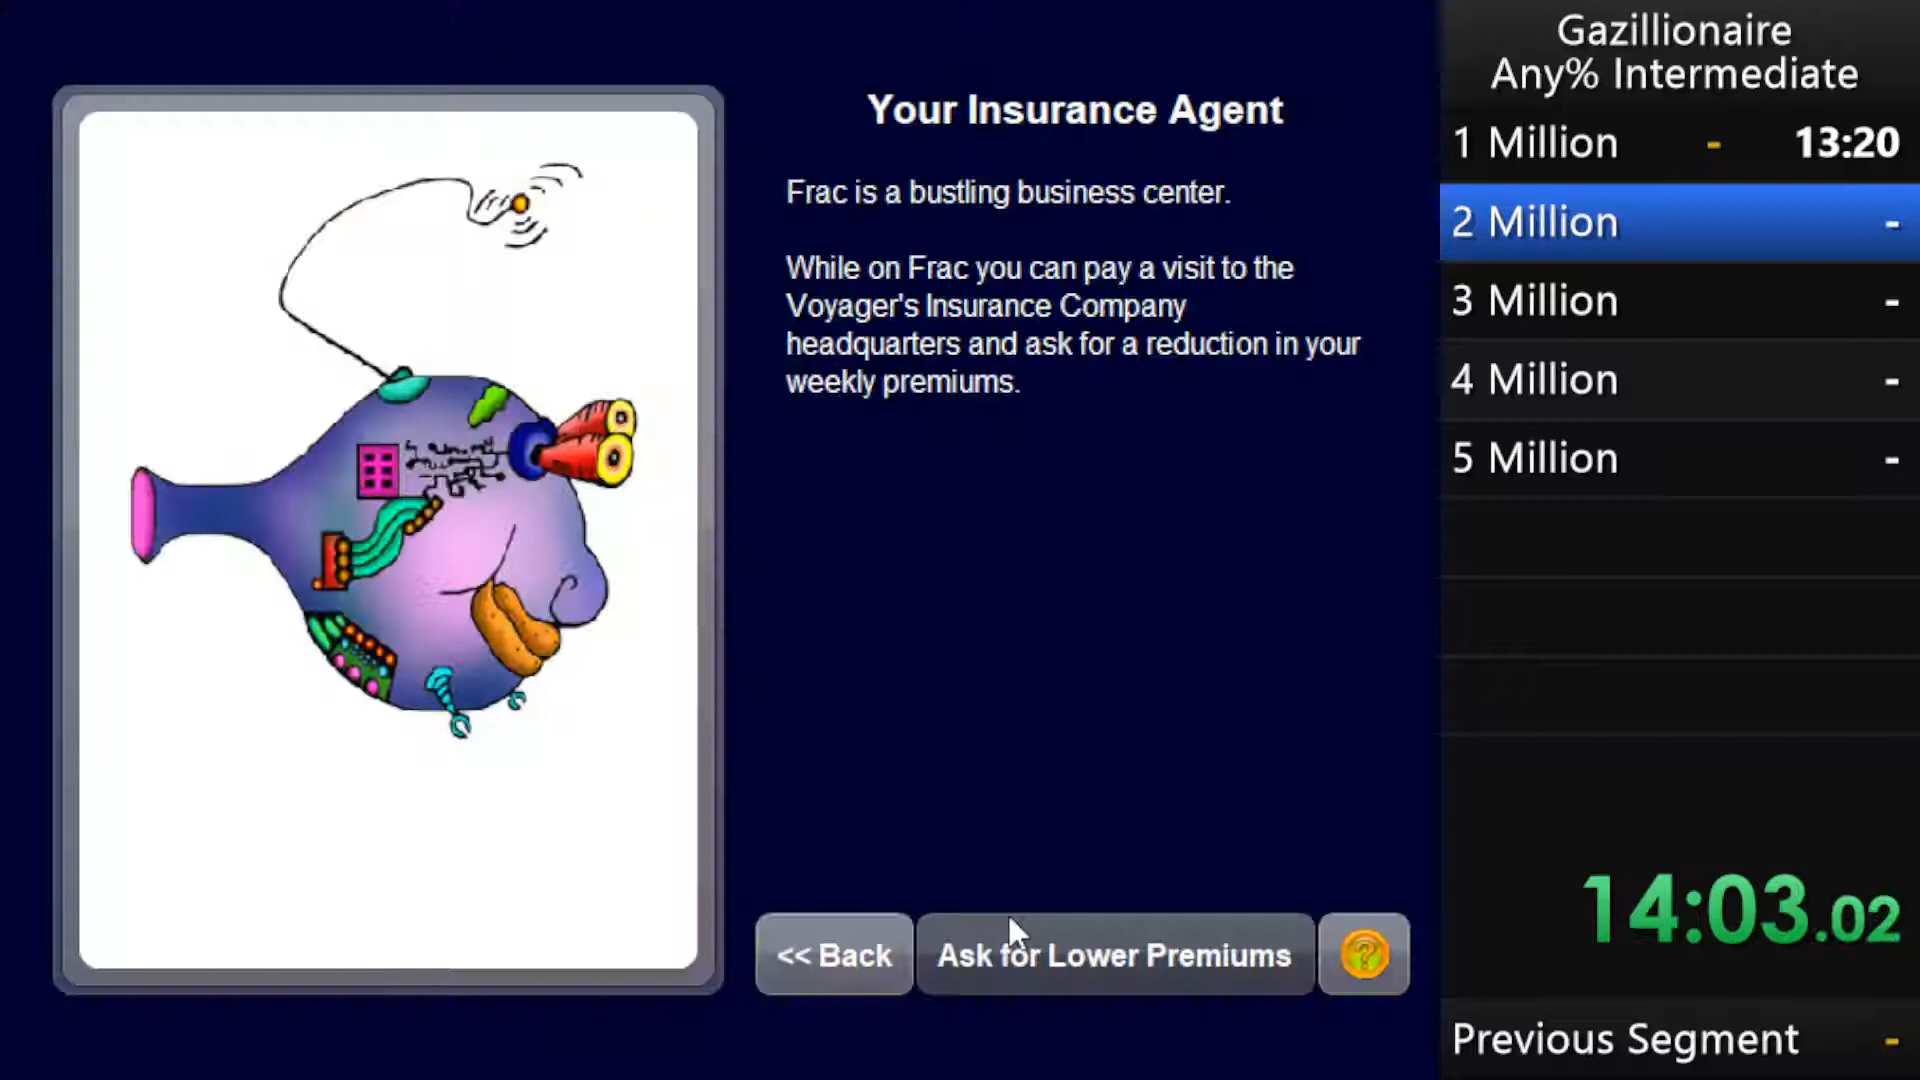 Your Insurance Agent
Frac is a bustling business center.
While on Frac you can pay a visit to the
Voyager's Insurance Company
headquarters and ask for a reduction in your
weekly premiums.
<< Back
Ask for Lower Premiums
?
Gazillionaire
Any% Intermediate
1 Million - 13:20
2 Million -
3 Million -
4 Million -
5 Million -
14:03.02
Previous Segment -